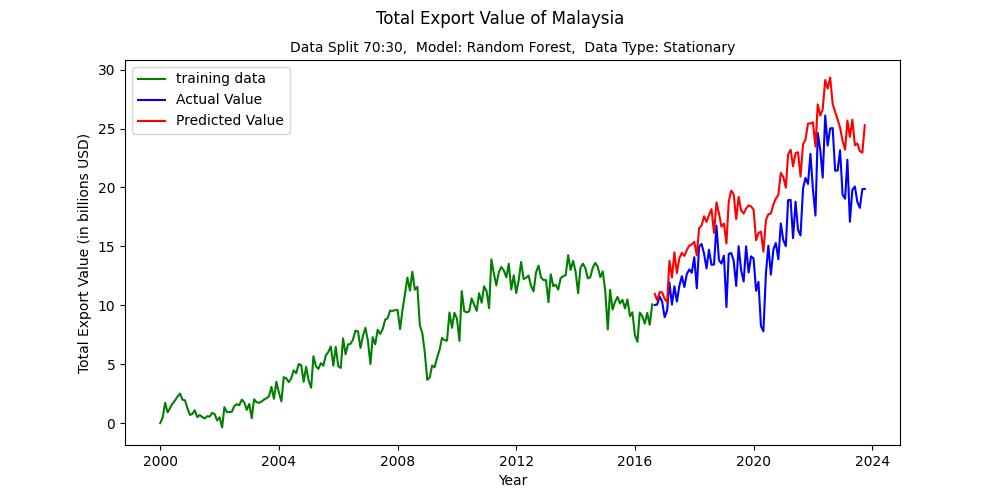 Total Export Value of Malaysia
Data Split 70:30,  Model: Random Forest,  Data Type: Stationary
training data
Actual Value
Predicted Value
Total Export Value (in billions USD)
30
25
20
15
10
5
0
2000 2004 2008 2012 2016 2020 2024
Year